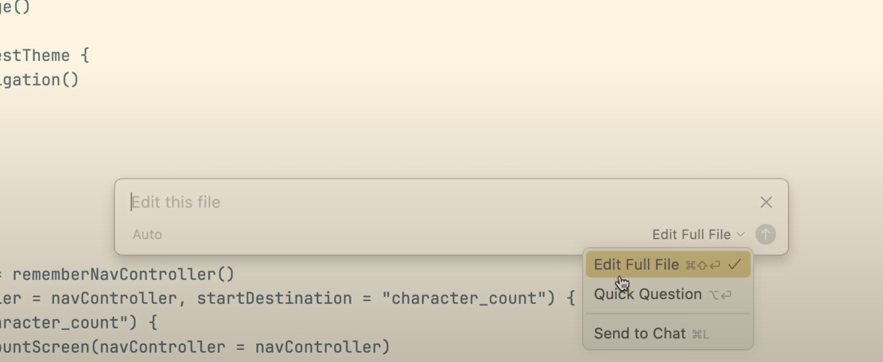 ge()
estTheme {
igation()
Edit this file
Auto
Edit Full File
Edit Full File ⌘⇧⏎ ✓
Quick Question ⌥⏎
Send to Chat ⌘L
= rememberNavController()
ler = navController, startDestination = "character_count") {
aracter_count") {
ountScreen(navController = navController)